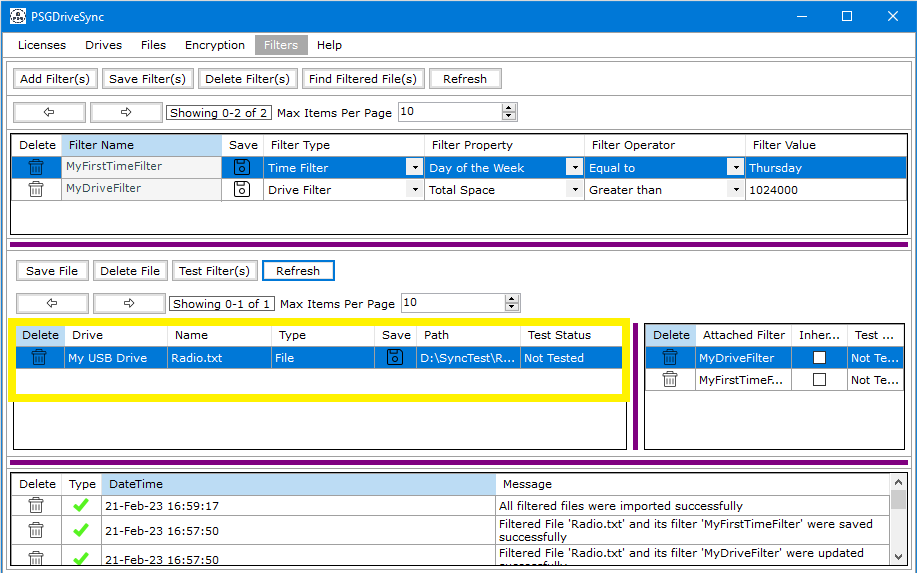 PSGDriveSync
Licenses Drives Files Encryption Filters Help
Add Filter(s) Save Filter(s) Delete Filter(s) Find Filtered File(s) Refresh
Showing 0-2 of 2 Max Items Per Page 10
Delete Filter Name Save Filter Type Filter Property Filter Operator Filter Value
MyFirstTimeFilter Time Filter Day of the Week Equal to Thursday
MyDriveFilter Drive Filter Total Space Greater than 1024000
Save File Delete File Test Filter(s) Refresh
Showing 0-1 of 1 Max Items Per Page 10
Delete Drive Name Type Save Path Test Status
My USB Drive Radio.txt File D:\SyncTest\R... Not Tested
Delete Attached Filter Inher... Test ...
MyDriveFilter Not Te...
MyFirstTimeF... Not Te...
Delete Type DateTime Message
21-Feb-23 16:59:17 All filtered files were imported successfully
21-Feb-23 16:57:50 Filtered File 'Radio.txt' and its filter 'MyFirstTimeFilter' were saved
successfully
21-Feb-23 16:57:50 Filtered File 'Radio.txt' and its filter 'MyDriveFilter' were updated
successfully